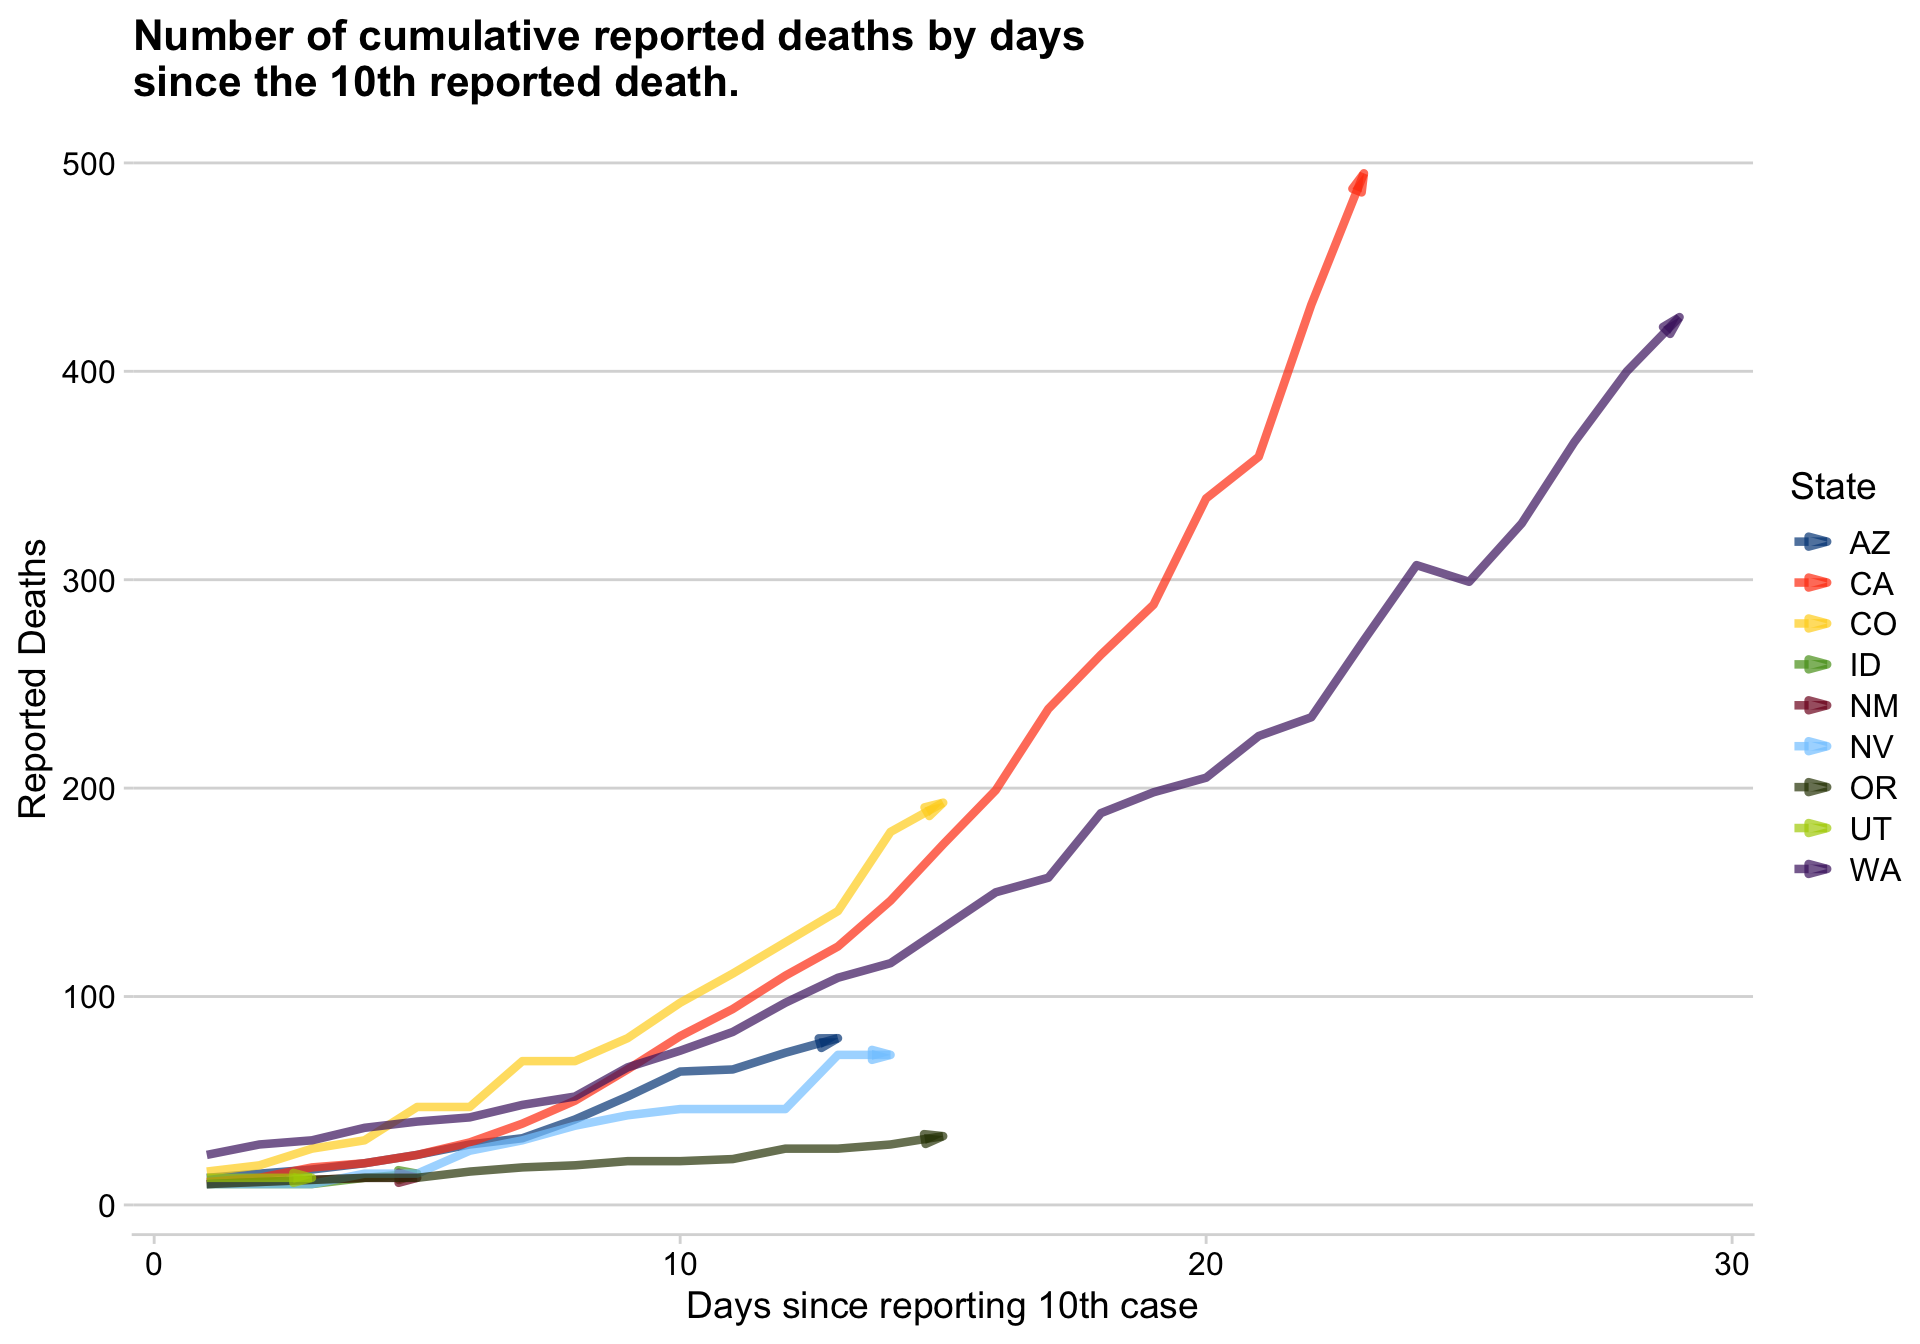 Number of cumulative reported deaths by days
since the 10th reported death.
500
400
300
200
100
0
Reported Deaths
0 10 20 30
Days since reporting 10th case
State
AZ
CA
CO
ID
NM
NV
OR
UT
WA